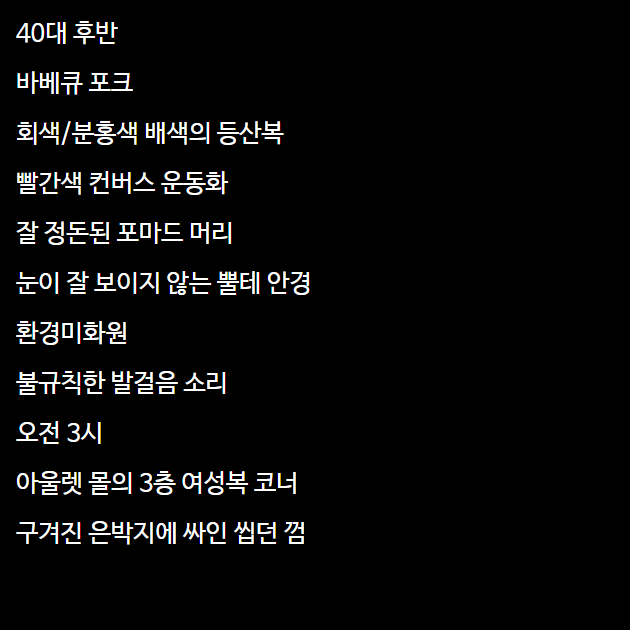 40대 후반
바베큐 포크
회색/분홍색 배색의 등산복
빨간색 컨버스 운동화
잘 정돈된 포마드 머리
눈이 잘 보이지 않는 뿔테 안경
환경미화원
불규칙한 발걸음 소리
오전 3시
아울렛 몰의 3층 여성복 코너
구겨진 은박지에 싸인 씹던 껌